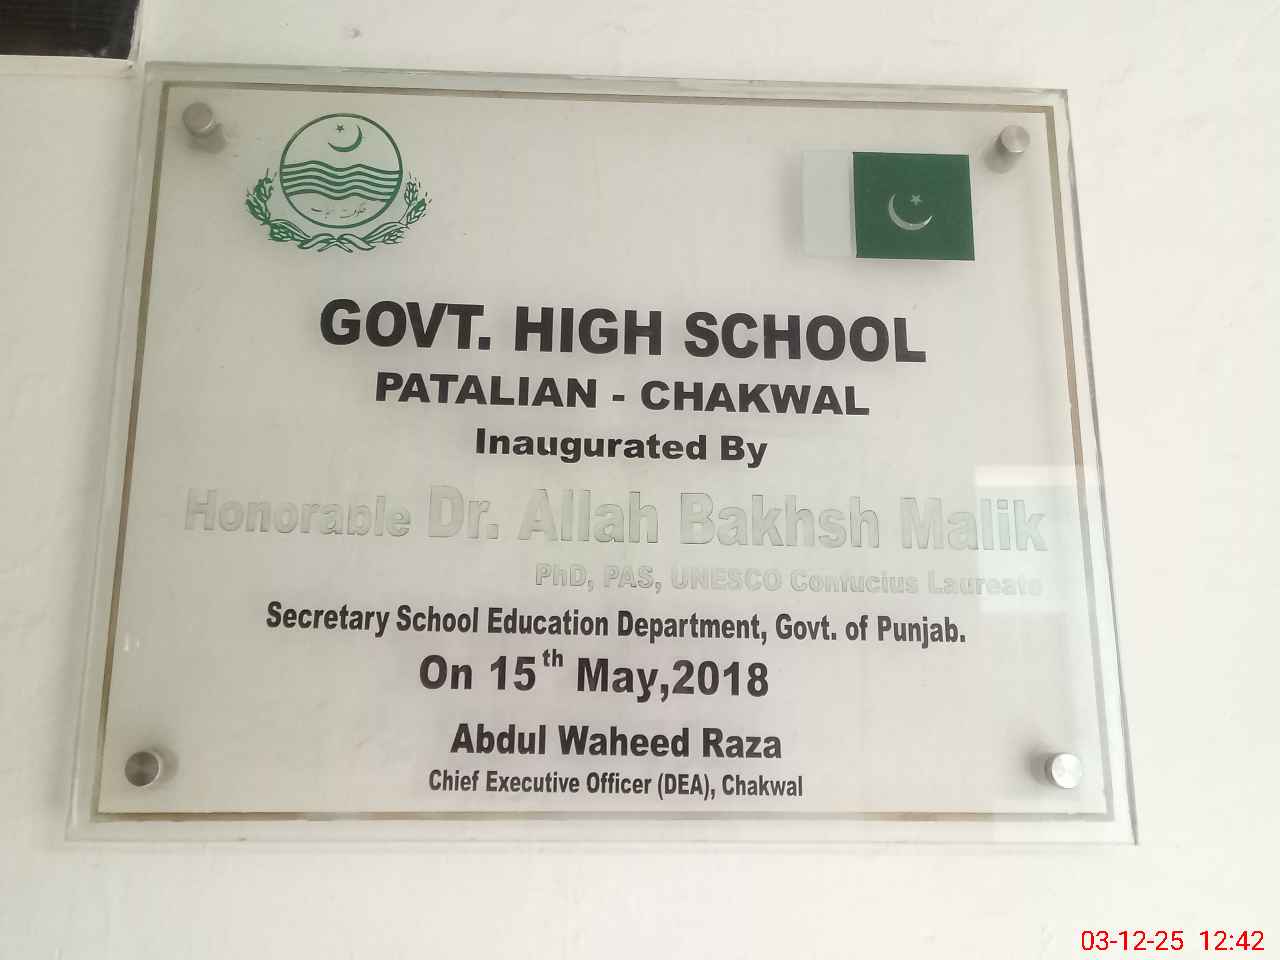 GOVT. HIGH SCHOOL
PATALIAN - CHAKWAL
Inaugurated By
Honorable Dr. Allah Bakhsh Malik
PhD, PAS, UNESCO Confucius Laureate
Secretary School Education Department, Govt. of Punjab.
On 15th May,2018
Abdul Waheed Raza
Chief Executive Officer (DEA), Chakwal
03-12-25 12:42